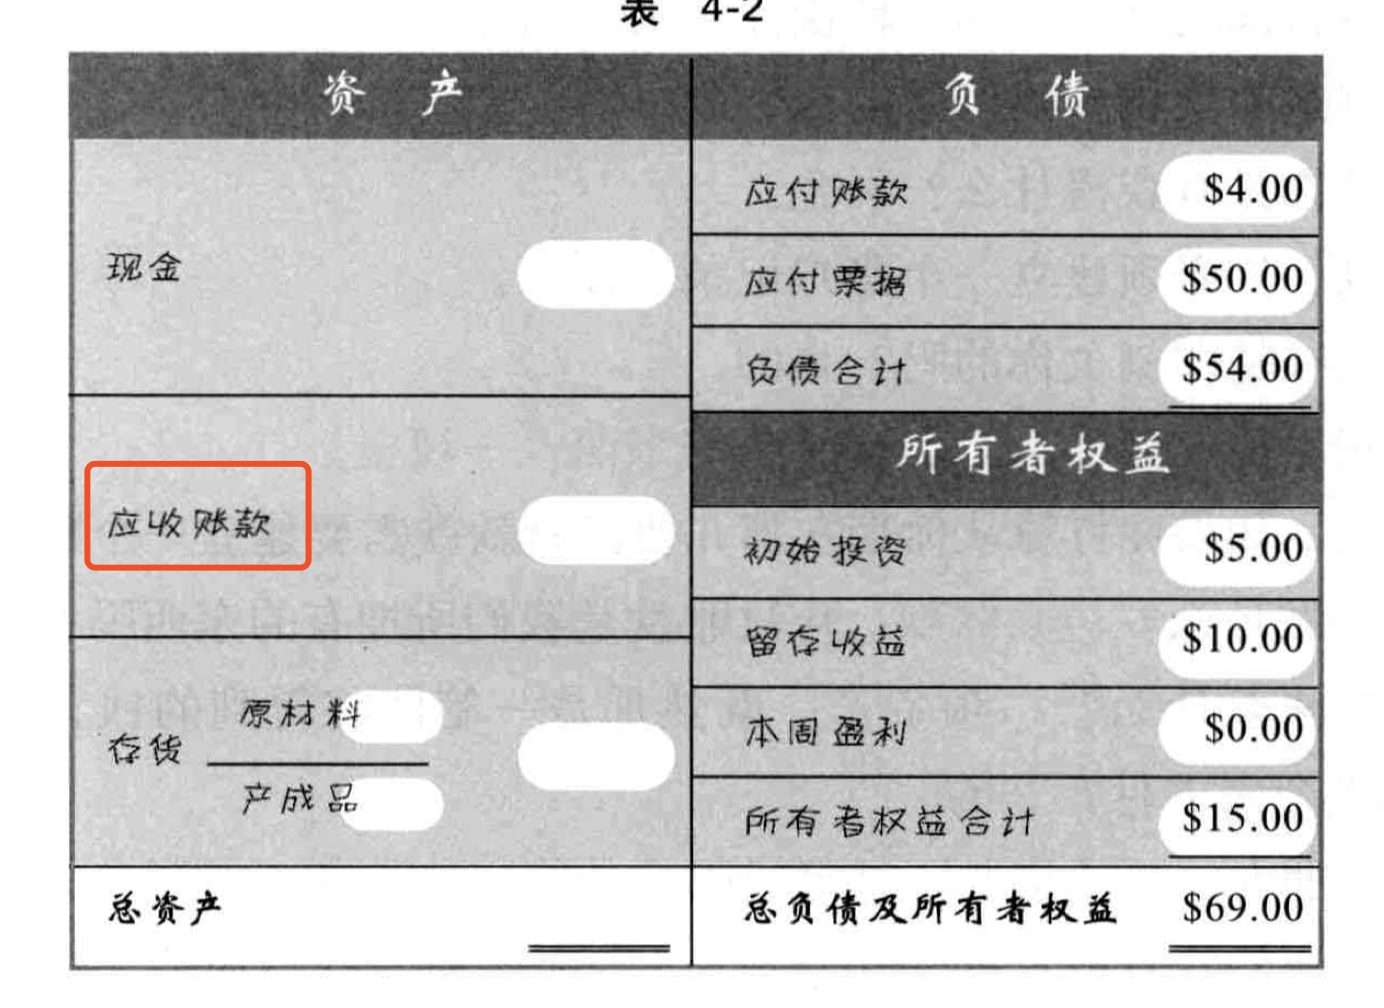 表 4-2
资产
现金
应收账款
存货
原材料
产成品
总资产
负债
应付账款 $4.00
应付票据 $50.00
负债合计 $54.00
所有者权益
初始投资 $5.00
留存收益 $10.00
本周盈利 $0.00
所有者权益合计 $15.00
总负债及所有者权益 $69.00